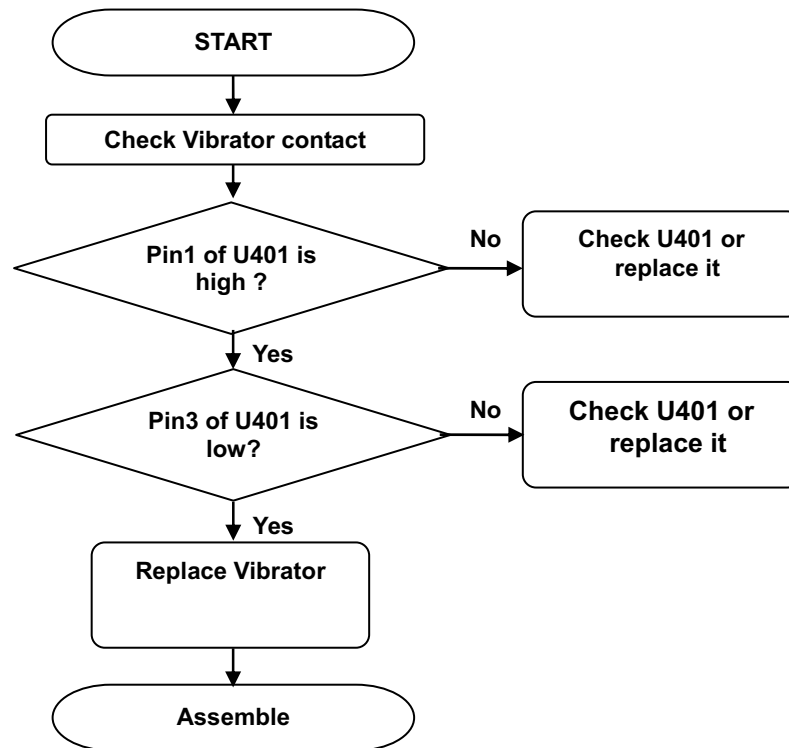 START
Check Vibrator contact
Pin1 of U401 is
high ?
No
Check U401 or
replace it
Yes
Pin3 of U401 is
low?
No
Check U401 or
replace it
Yes
Replace Vibrator
Assemble